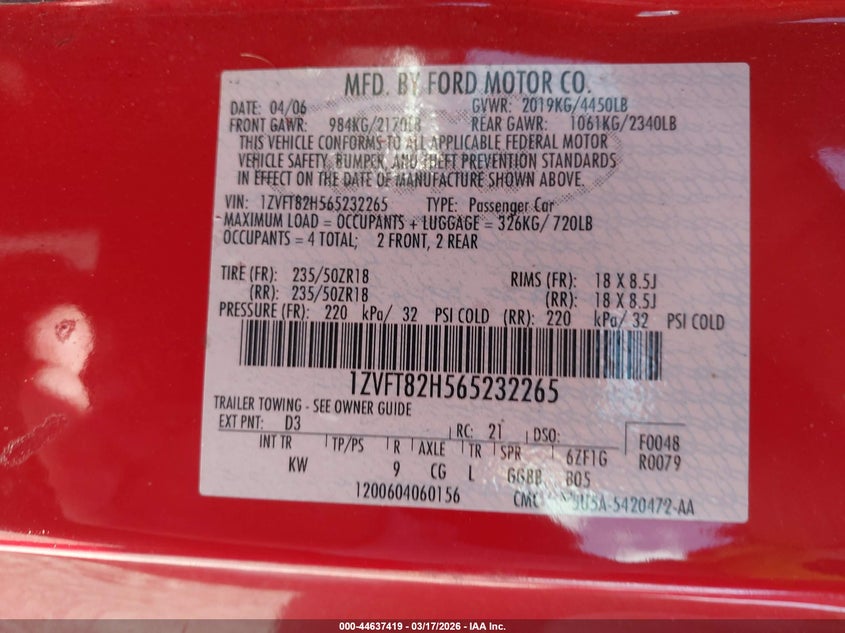 MFD. BY FORD MOTOR CO.
DATE: 04/06 GVWR: 2019KG/4450LB
FRONT GAWR: 984KG/2170LB REAR GAWR: 1061KG/2340LB
THIS VEHICLE CONFORMS TO ALL APPLICABLE FEDERAL MOTOR
VEHICLE SAFETY, BUMPER, AND THEFT PREVENTION STANDARDS
IN EFFECT ON THE DATE OF MANUFACTURE SHOWN ABOVE.
VIN: 1ZVFT82H565232265 TYPE: Passenger Car
MAXIMUM LOAD = OCCUPANTS + LUGGAGE = 326KG/ 720LB
OCCUPANTS = 4 TOTAL; 2 FRONT, 2 REAR
TIRE (FR): 235/50ZR18 RIMS (FR): 18 X 8.5J
(RR): 235/50ZR18 (RR): 18 X 8.5J
PRESSURE (FR): 220 kPa/ 32 PSI COLD (RR): 220 kPa/ 32 PSI COLD
1ZVFT82H565232265
TRAILER TOWING - SEE OWNER GUIDE
EXT PNT: D3 RC: 21 DSO: F0048
INT TR TP/PS R AXLE TR SPR 6ZF1G R0079
KW 9 CG L GGBB B05
1200604060156 5420472-AA
000-44637419 - 03/17/2026 - IAA Inc.